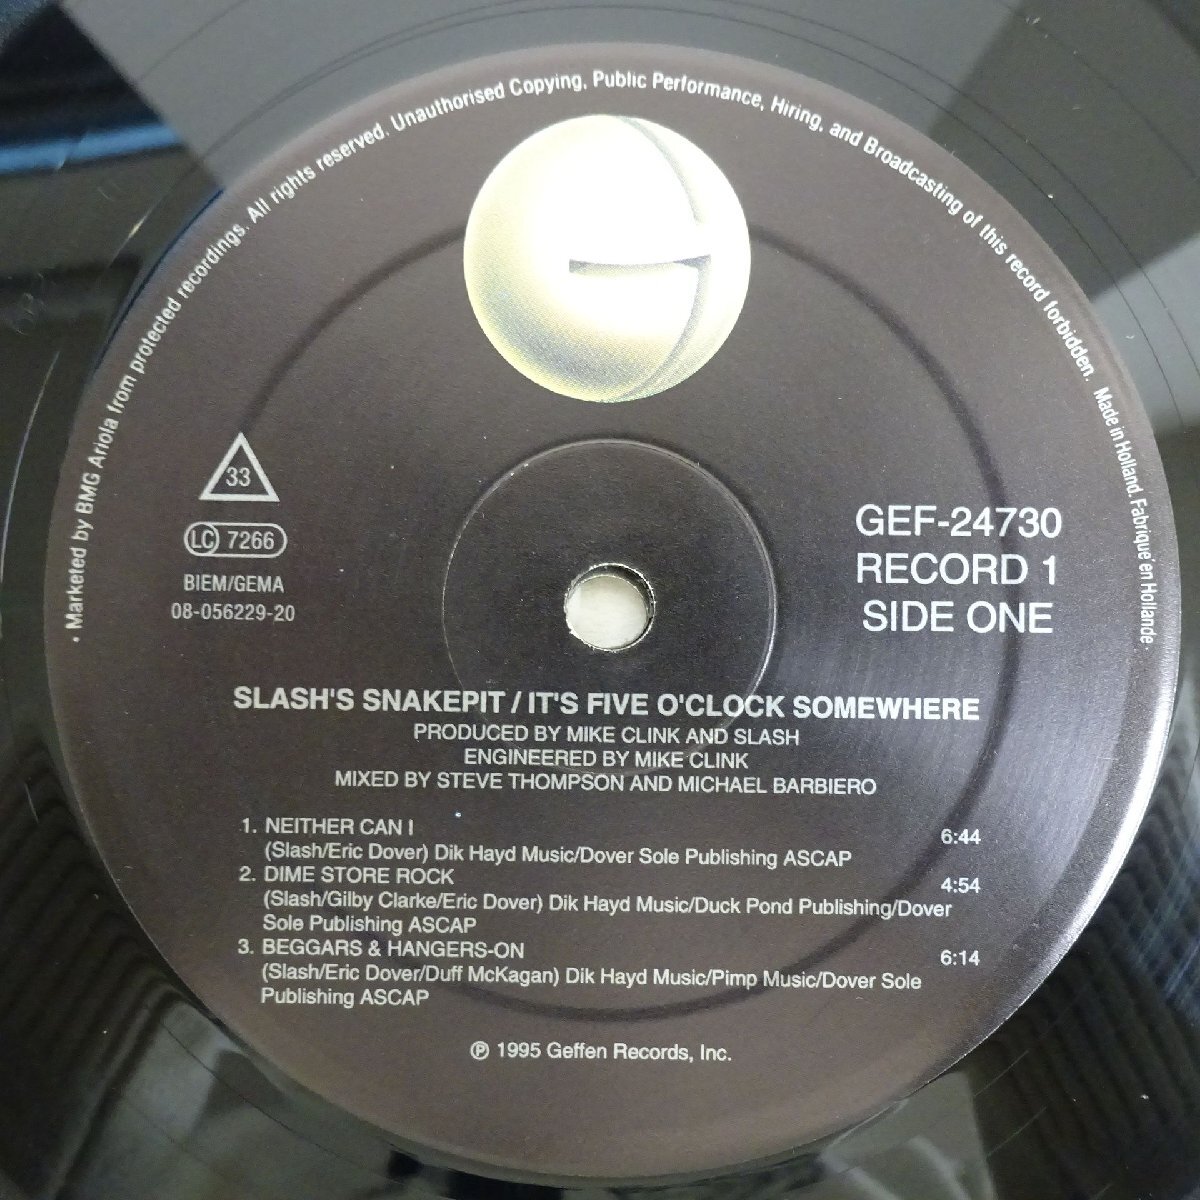 · Marketed by BMG Ariola from protected recordings. All rights reserved. Unauthorised Copying, Public Performance, Hiring, and Broadcasting of this record forbidden. Made in Holland. Fabriqué en Hollande·
33
LC 7266
BIEM/GEMA
08-056229-20
GEF-24730
RECORD 1
SIDE ONE
SLASH'S SNAKEPIT / IT'S FIVE O'CLOCK SOMEWHERE
PRODUCED BY MIKE CLINK AND SLASH
ENGINEERED BY MIKE CLINK
MIXED BY STEVE THOMPSON AND MICHAEL BARBIERO
1. NEITHER CAN I 6:44
(Slash/Eric Dover) Dik Hayd Music/Dover Sole Publishing ASCAP
2. DIME STORE ROCK 4:54
(Slash/Gilby Clarke/Eric Dover) Dik Hayd Music/Duck Pond Publishing/Dover
Sole Publishing ASCAP
3. BEGGARS & HANGERS-ON 6:14
(Slash/Eric Dover/Duff McKagan) Dik Hayd Music/Pimp Music/Dover Sole
Publishing ASCAP
℗ 1995 Geffen Records, Inc.